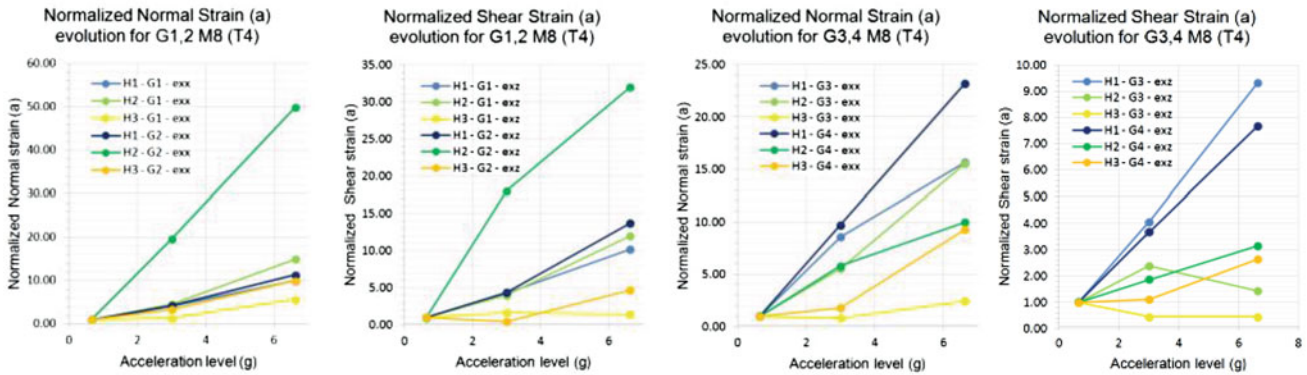 Normalized Normal Strain (a)
evolution for G1,2 M8 (T4)
60.00
50.00
40.00
30.00
20.00
10.00
0.00
Normalized Normal strain (a)
H1 - G1 - exx
H2 - G1 - exx
H3 - G1 - exx
H1 - G2 - exx
H2 - G2 - exx
H3 - G2 - exx
0 2 4 6
Acceleration level (g)
Normalized Shear Strain (a)
evolution for G1,2 M8 (T4)
35.00
30.00
25.00
20.00
15.00
10.00
5.00
0.00
Normalized Shear strain (a)
H1 - G1 - exz
H2 - G1 - exz
H3 - G1 - exz
H1 - G2 - exz
H2 - G2 - exz
H3 - G2 - exz
0 2 4 6
Acceleration level (g)
Normalized Normal Strain (a)
evolution for G3,4 M8 (T4)
25.00
20.00
15.00
10.00
5.00
0.00
Normalized Normal strain (a)
H1 - G3 - exx
H2 - G3 - exx
H3 - G3 - exx
H1 - G4 - exx
H2 - G4 - exx
H3 - G4 - exx
0 2 4 6
Acceleration level (g)
Normalized Shear Strain (a)
evolution for G3,4 M8 (T4)
10.00
9.00
8.00
7.00
6.00
5.00
4.00
3.00
2.00
1.00
0.00
Normalized Shear strain (a)
H1 - G3 - exz
H2 - G3 - exz
H3 - G3 - exz
H1 - G4 - exz
H2 - G4 - exz
H3 - G4 - exz
0 2 4 6 8
Acceleration level (g)